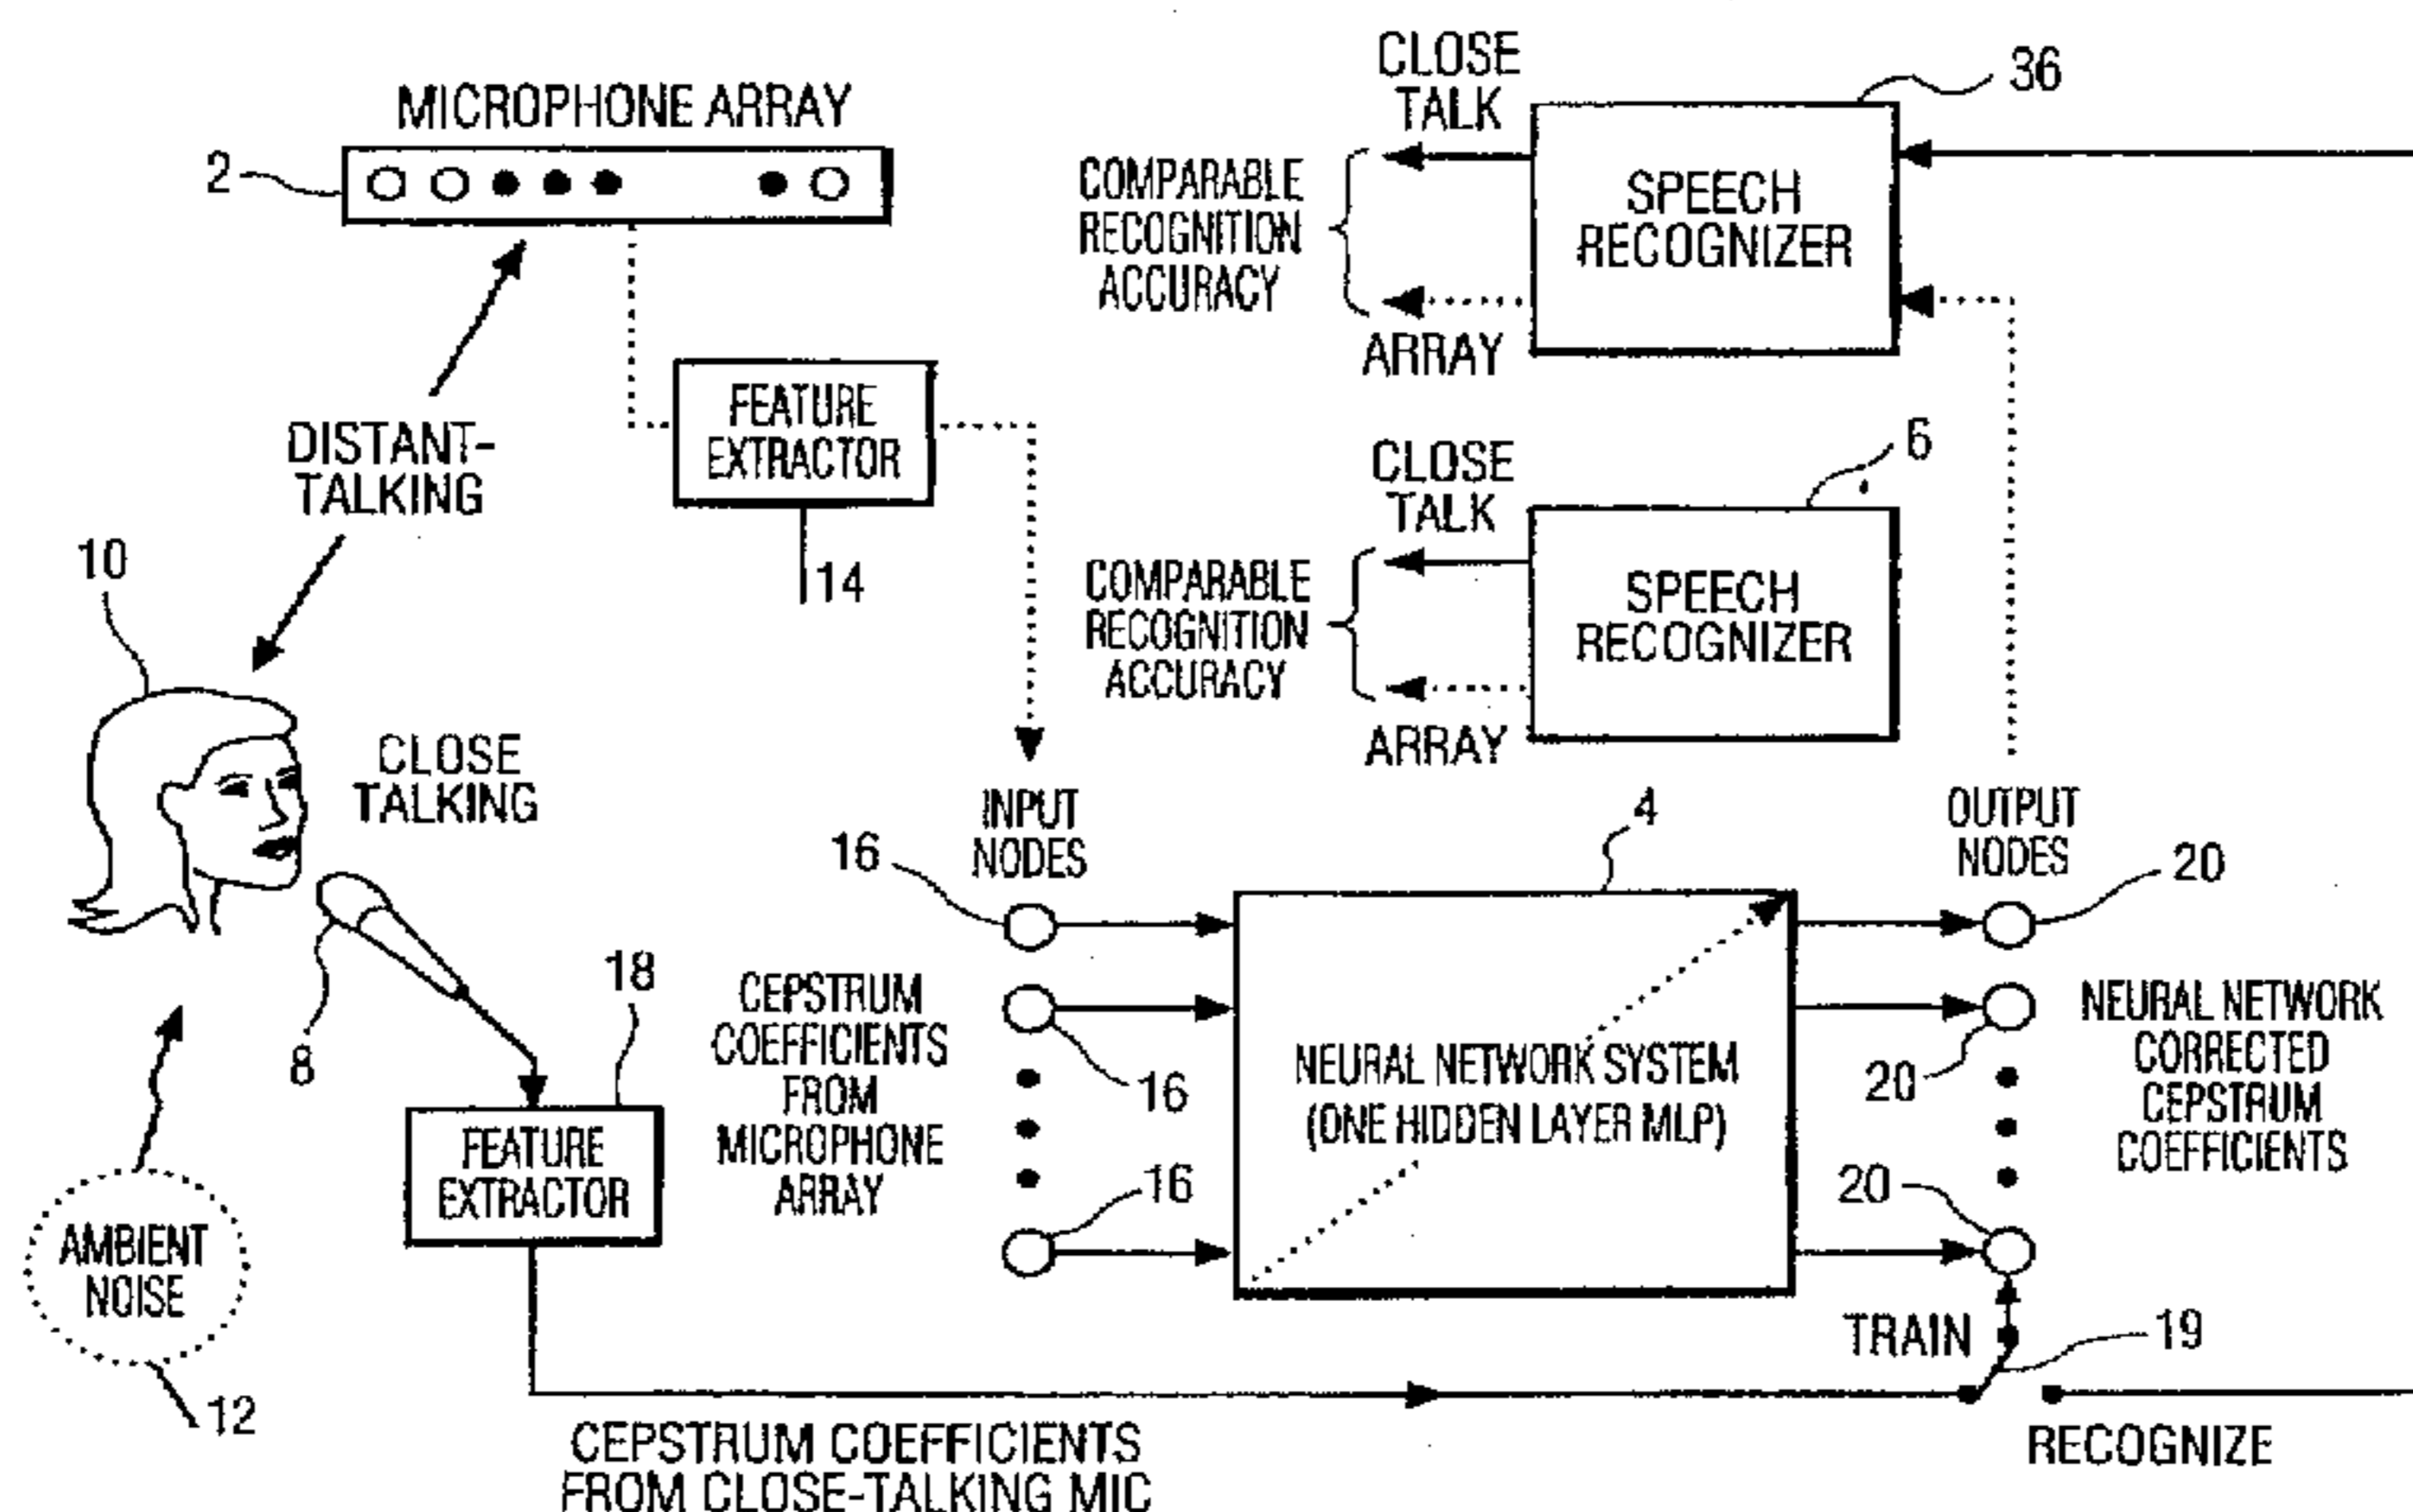 MICROPHONE ARRAY
2
CLOSE
TALK
36
COMPARABLE
RECOGNITION
ACCURACY
SPEECH
RECOGNIZER
ARRAY
DISTANT-
TALKING
FEATURE
EXTRACTOR
14
CLOSE
TALK
6
COMPARABLE
RECOGNITION
ACCURACY
SPEECH
RECOGNIZER
ARRAY
10
CLOSE
TALKING
8
INPUT
NODES
16
4
OUTPUT
NODES
20
18
CEPSTRUM
COEFFICIENTS
FROM
MICROPHONE
ARRAY
16
16
NEURAL NETWORK SYSTEM
(ONE HIDDEN LAYER MLP)
20
20
NEURAL NETWORK
CORRECTED
CEPSTRUM
COEFFICIENTS
FEATURE
EXTRACTOR
AMBIENT
NOISE
12
TRAIN
19
RECOGNIZE
CEPSTRUM COEFFICIENTS
FROM CLOSE-TALKING MIC